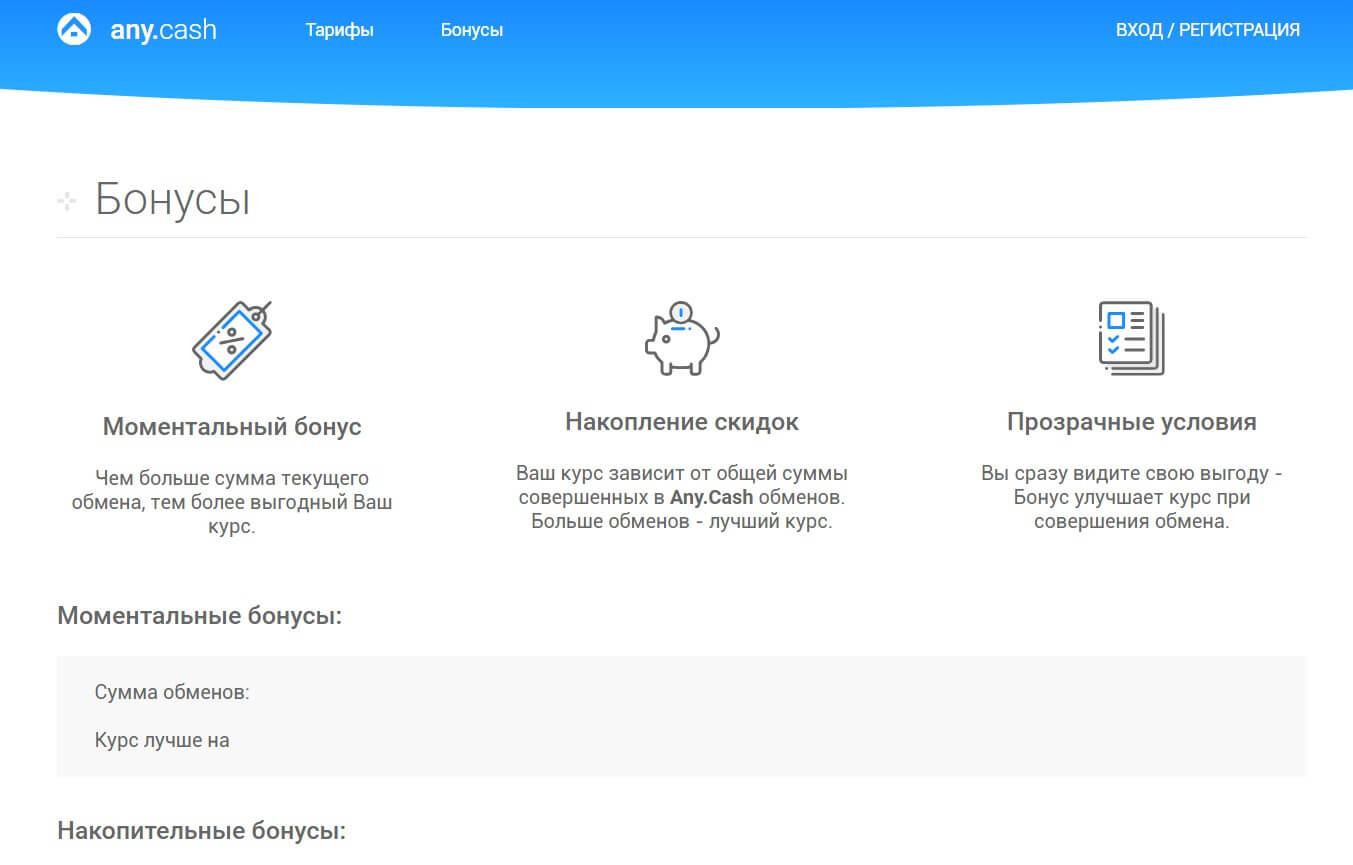 any.cash Тарифы Бонусы ВХОД / РЕГИСТРАЦИЯ
Бонусы
Моментальный бонус
Чем больше сумма текущего
обмена, тем более выгодный Ваш
курс.
Накопление скидок
Ваш курс зависит от общей суммы
совершенных в Any.Cash обменов.
Больше обменов - лучший курс.
Прозрачные условия
Вы сразу видите свою выгоду -
Бонус улучшает курс при
совершения обмена.
Моментальные бонусы:
Сумма обменов:
Курс лучше на
Накопительные бонусы: